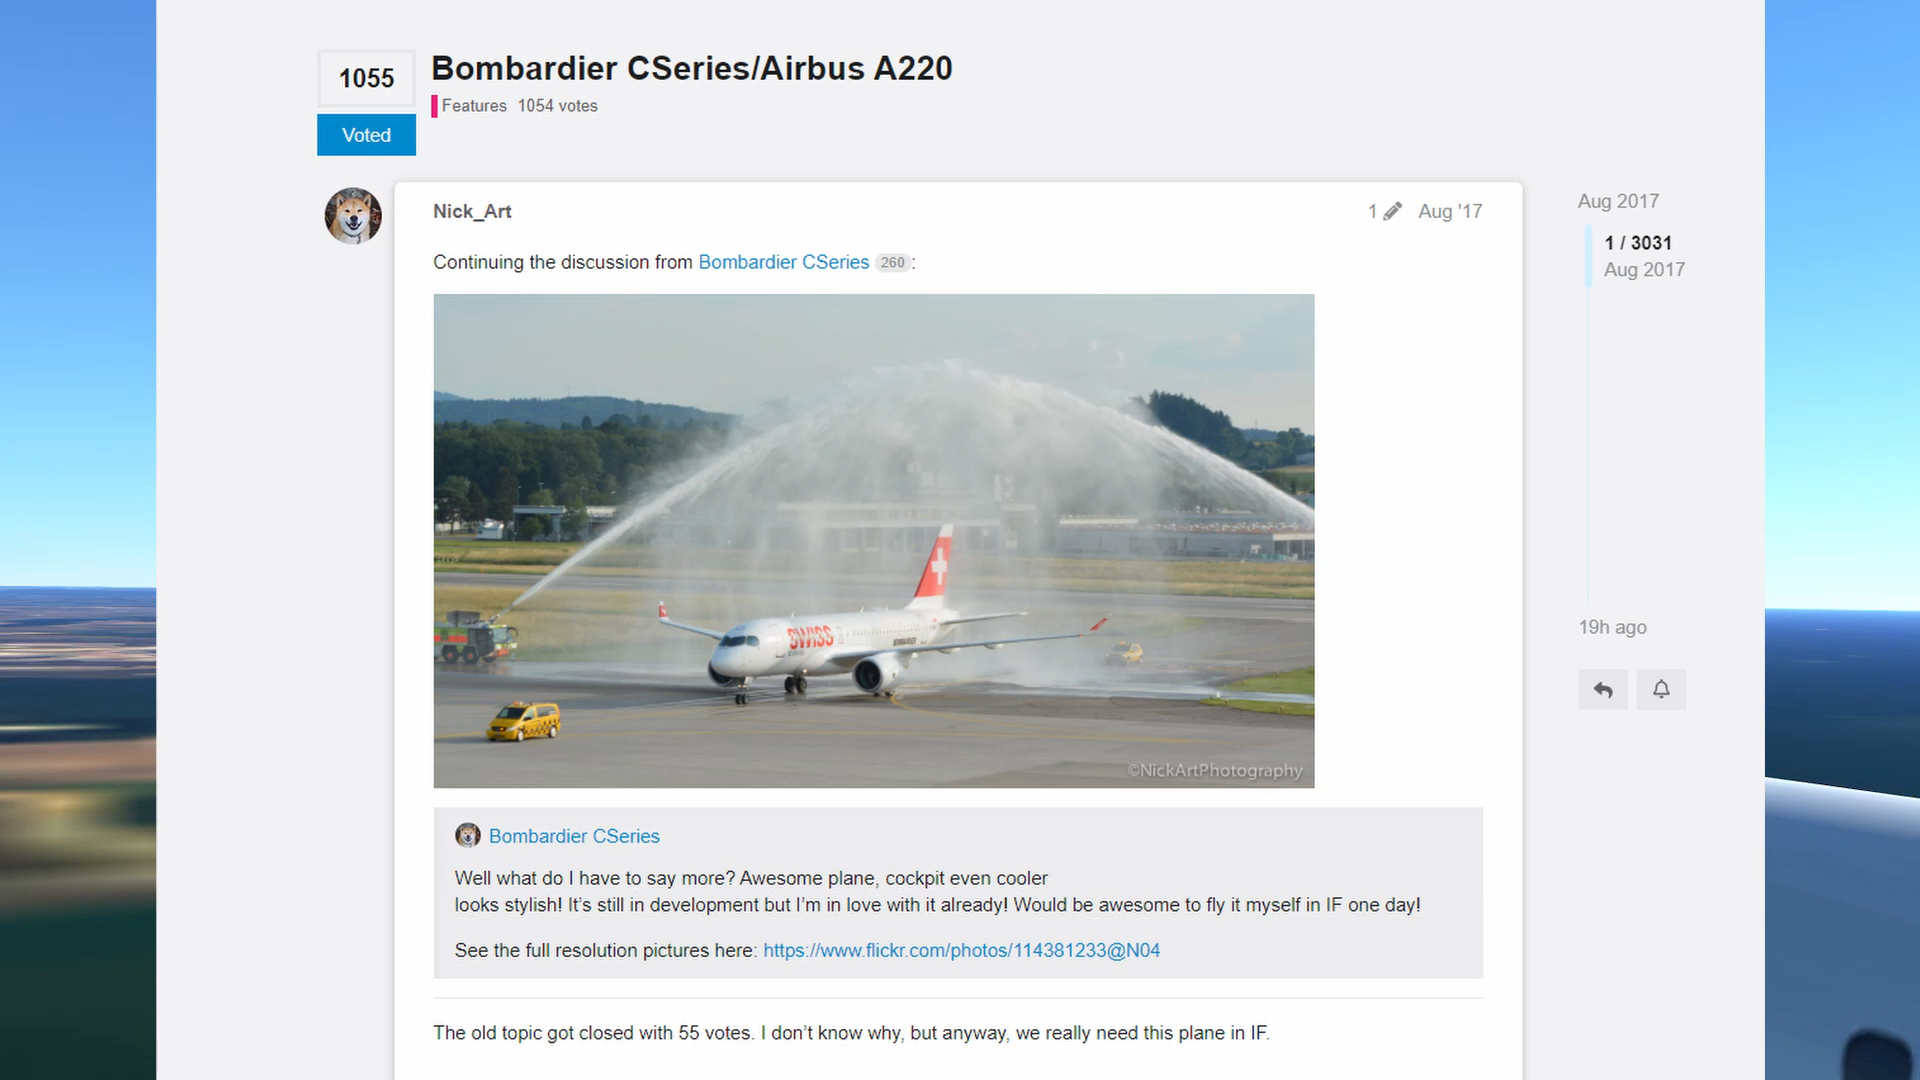 1055
Bombardier CSeries/Airbus A220
Features 1054 votes
Voted
Nick_Art
1 Aug '17
Aug 2017
1 / 3031
Aug 2017
Continuing the discussion from Bombardier CSeries 260 :
SWISS
©NickArtPhotography
19h ago
Bombardier CSeries
Well what do I have to say more? Awesome plane, cockpit even cooler
looks stylish! It’s still in development but I’m in love with it already! Would be awesome to fly it myself in IF one day!
See the full resolution pictures here: https://www.flickr.com/photos/114381233@N04
The old topic got closed with 55 votes. I don’t know why, but anyway, we really need this plane in IF.